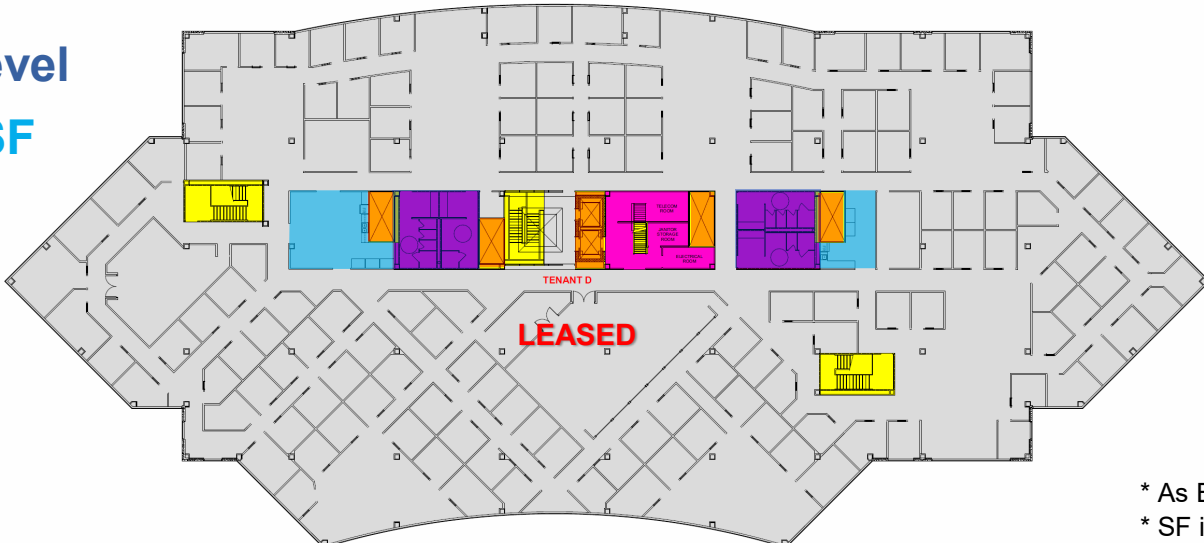 evel
SF
TELECOM
ROOM
JANITOR
STORAGE
ROOM
ELECTRICAL
ROOM
TENANT D
LEASED
* As B
* SF i